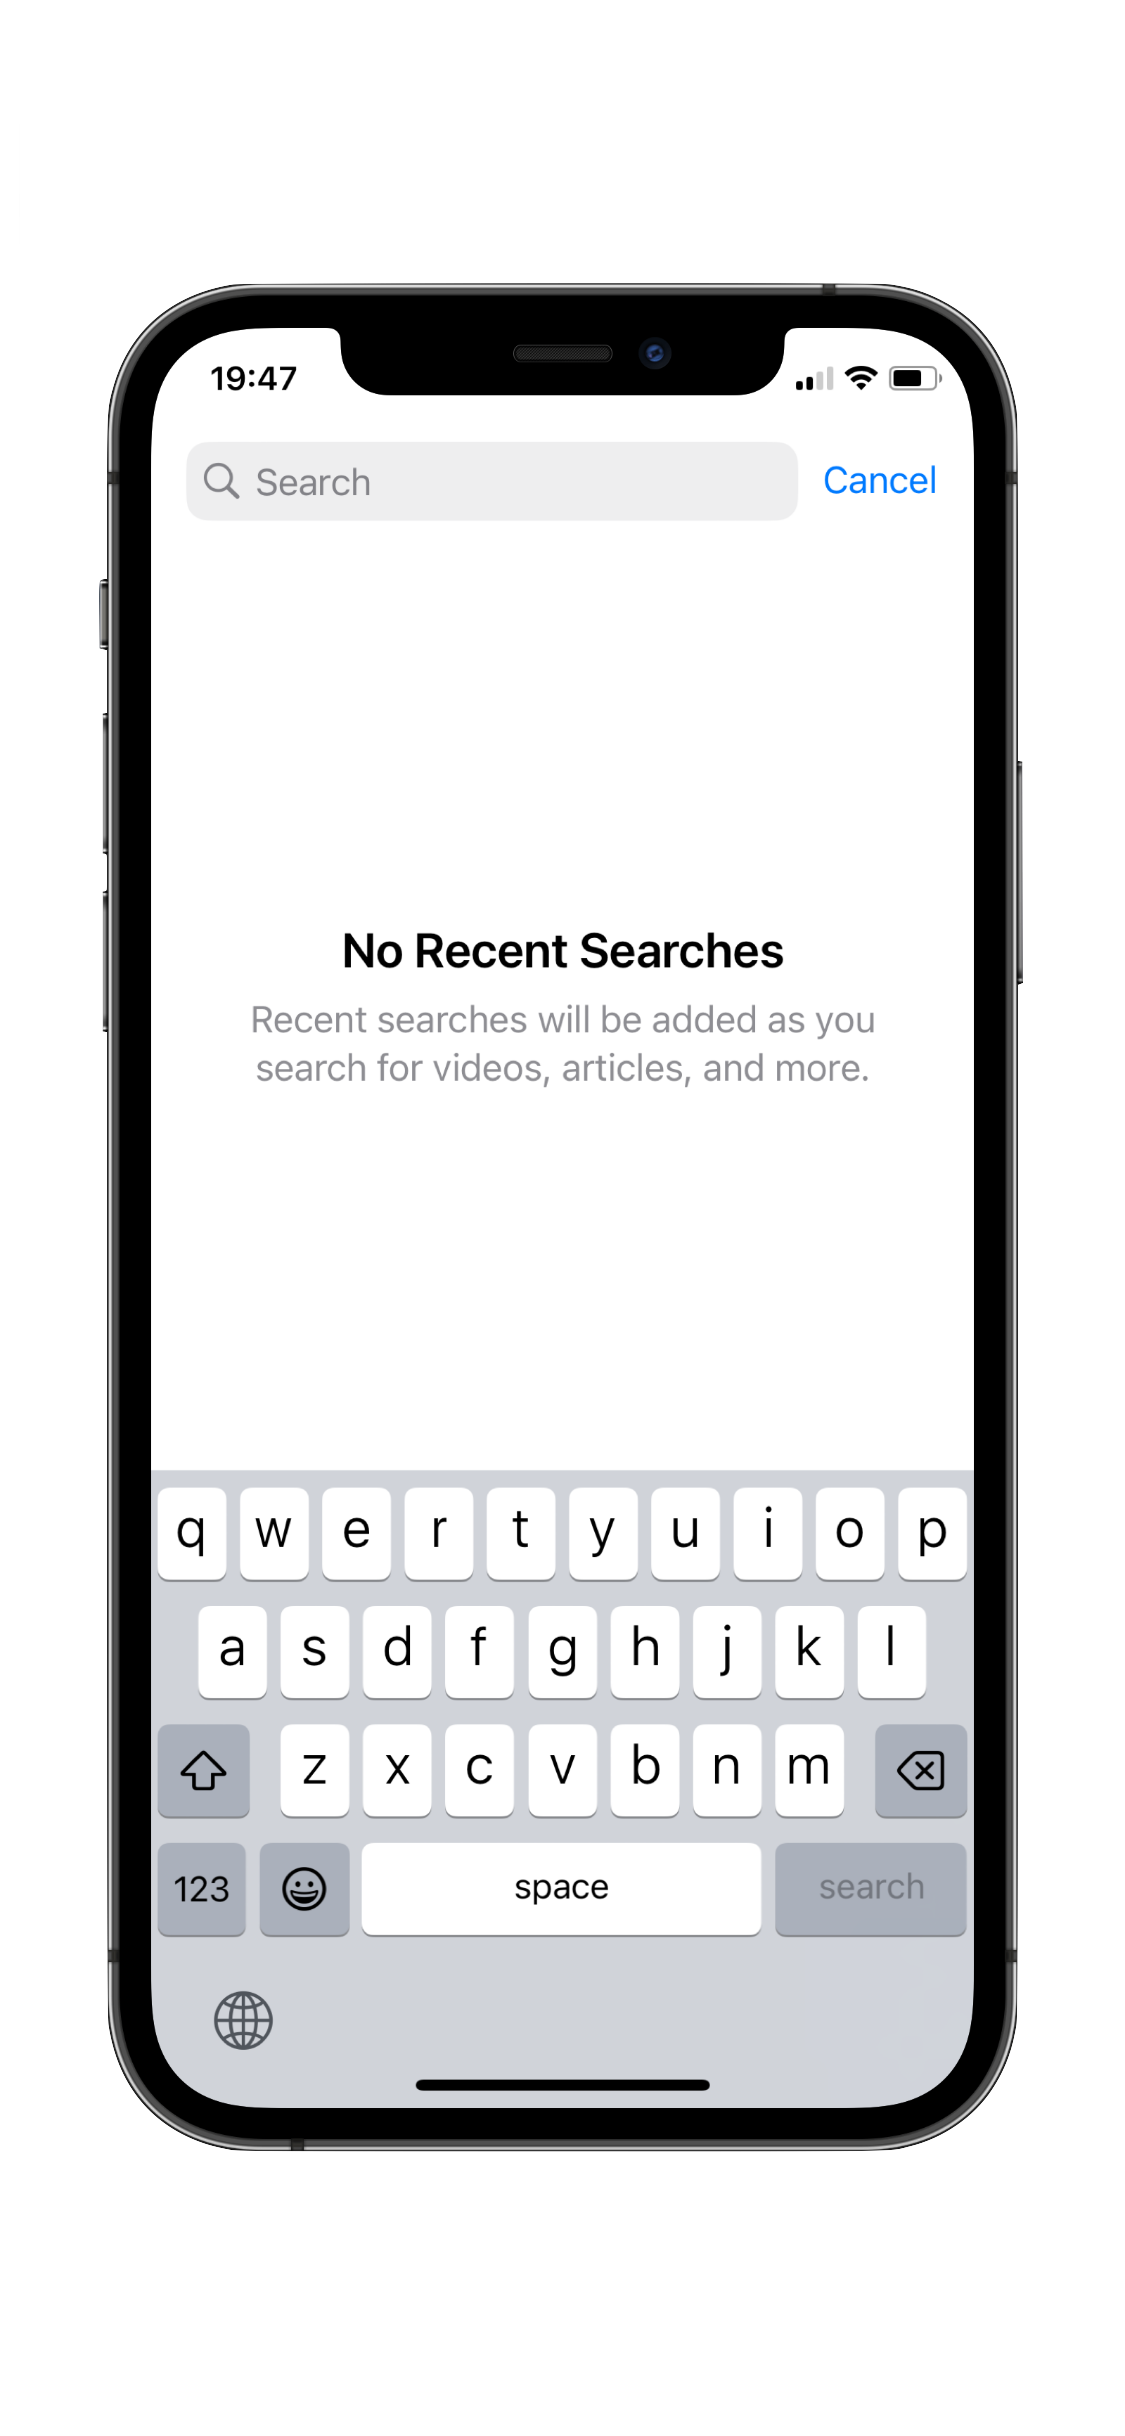 19:47
Search Cancel
No Recent Searches
Recent searches will be added as you
search for videos, articles, and more.
q w e r t y u i o p
a s d f g h j k l
z x c v b n m
123 space search